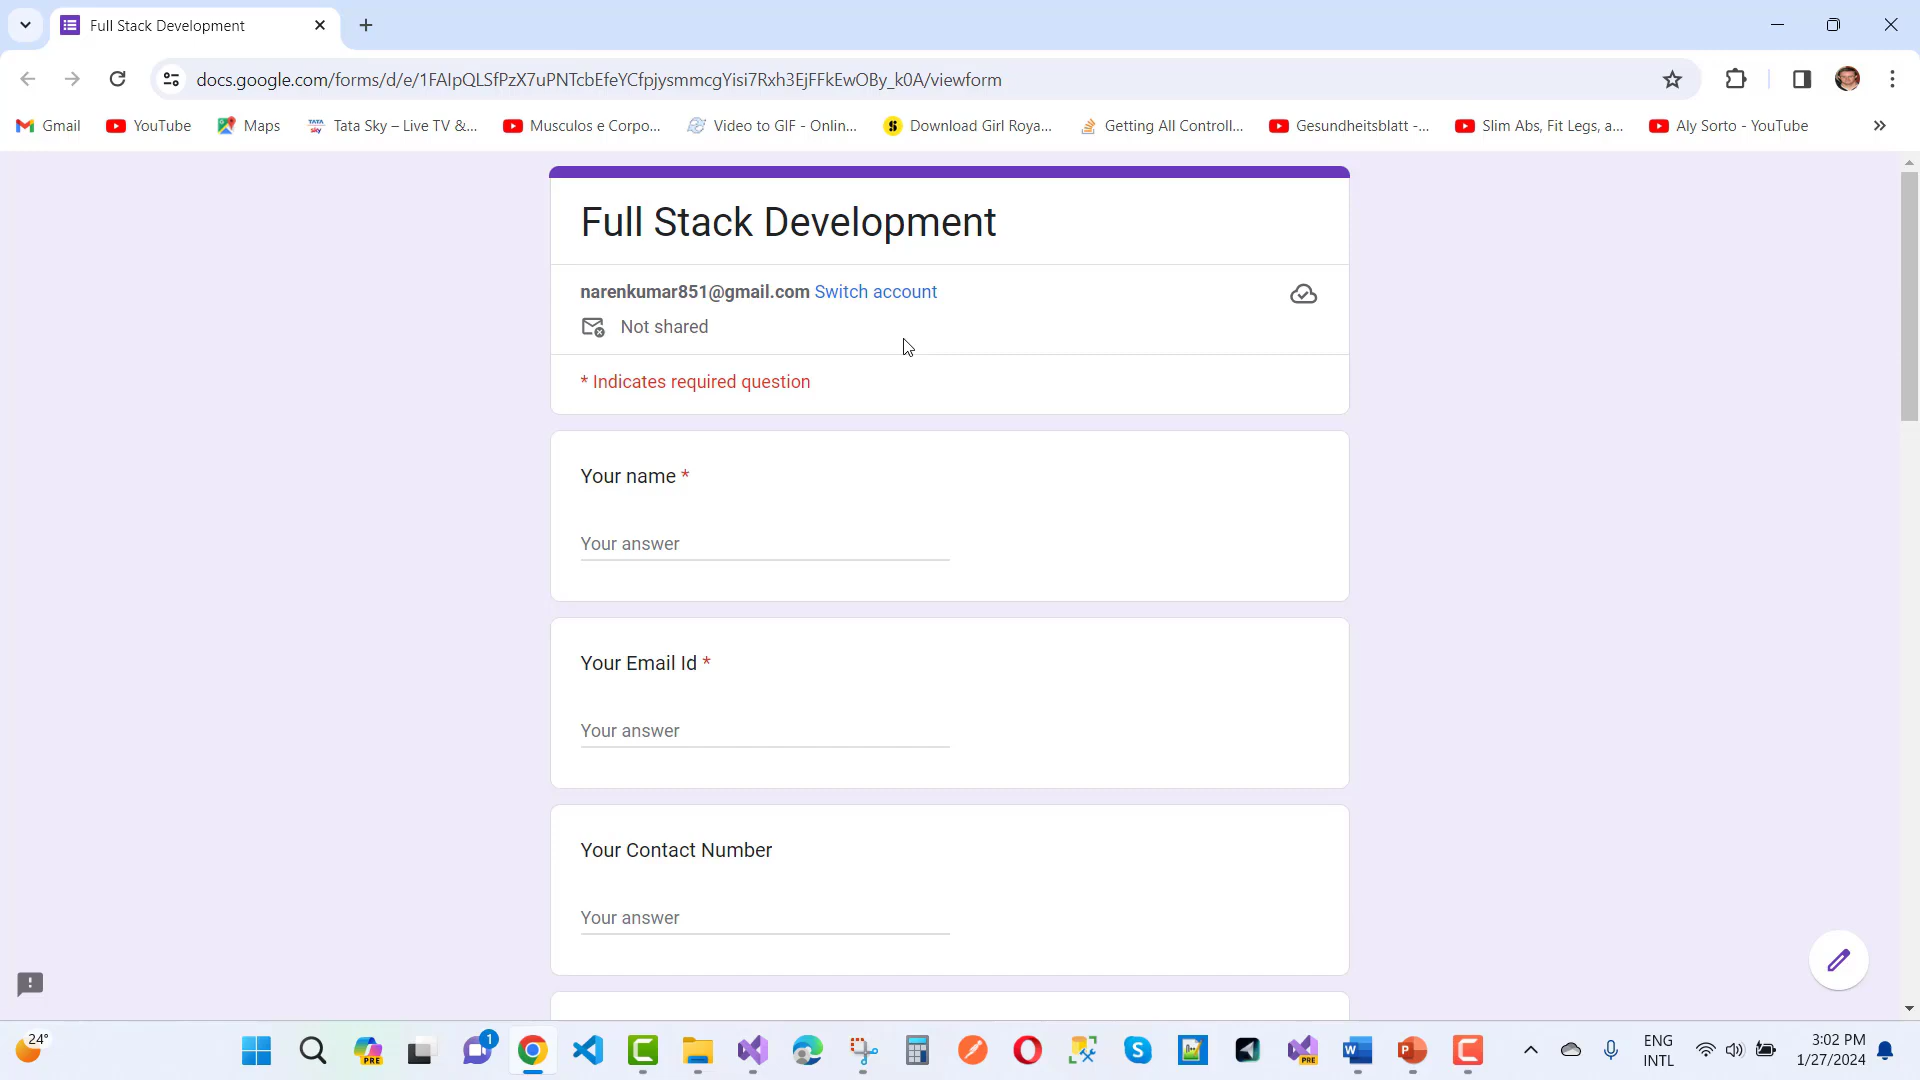 Full Stack Development
docs.google.com/forms/d/e/1FAIpQLSfPzX7uPNTcbEfeYCfpjysmmcgYisi7Rxh3EjFFkEwOBy_k0A/viewform
Gmail YouTube Maps Tata Sky – Live TV &... Musculos e Corpo... Video to GIF - Onlin... Download Girl Roya... Getting All Controll... Gesundheitsblatt -... Slim Abs, Fit Legs, a... Aly Sorto - YouTube
Full Stack Development
narenkumar851@gmail.com Switch account
Not shared
* Indicates required question
Your name *
Your answer
Your Email Id *
Your answer
Your Contact Number
Your answer
24°
PRE
1
PRE
ENG
INTL
3:02 PM
1/27/2024